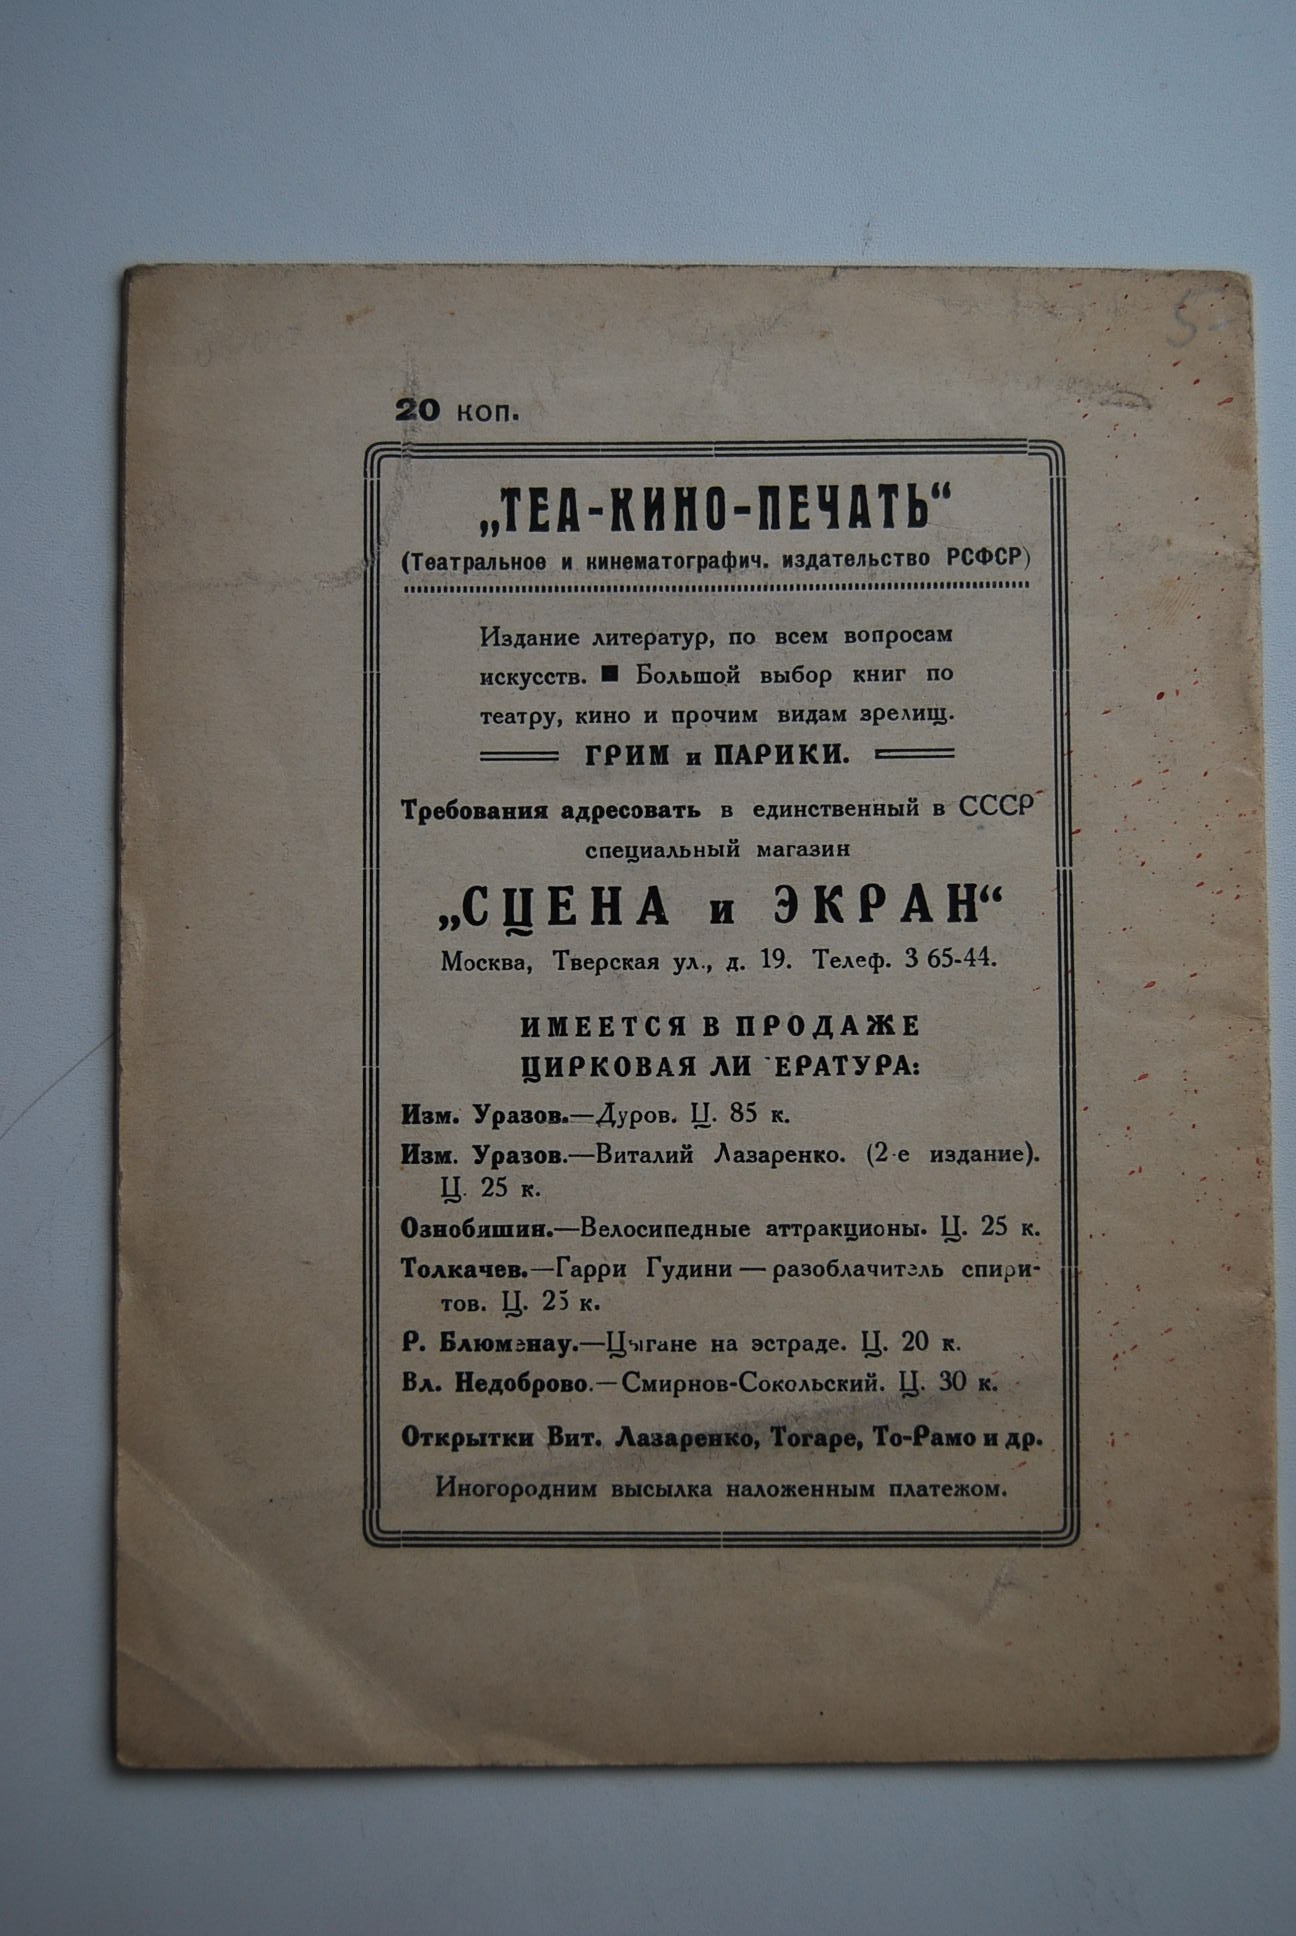 5-
20 коп.
„ТЕА-КИНО-ПЕЧАТЬ“
(Театральное и кинематографич. издательство РСФСР)
Издание литератур, по всем вопросам
искусств. ■ Большой выбор книг по
театру, кино и прочим видам зрелищ.
ГРИМ и ПАРИКИ.
Требования адресовать в единственный в СССР
специальный магазин
„СЦЕНА и ЭКРАН“
Москва, Тверская ул., д. 19. Телеф. 3 65-44.
ИМЕЕТСЯ В ПРОДАЖЕ
ЦИРКОВАЯ ЛИ ЕРАТУРА:
Изм. Уразов.—Дуров. Ц. 85 к.
Изм. Уразов.—Виталий Лазаренко. (2-е издание).
Ц. 25 к.
Ознобишин.—Велосипедные аттракционы. Ц. 25 к.
Толкачев.—Гарри Гудини — разоблачитель спири-
тов. Ц. 25 к.
Р. Блюменау.—Цыгане на эстраде. Ц. 20 к.
Вл. Недоброво.—Смирнов-Сокольский. Ц. 30 к.
Открытки Вит. Лазаренко, Тогаре, То-Рамо и др.
Иногородним высылка наложенным платежом.